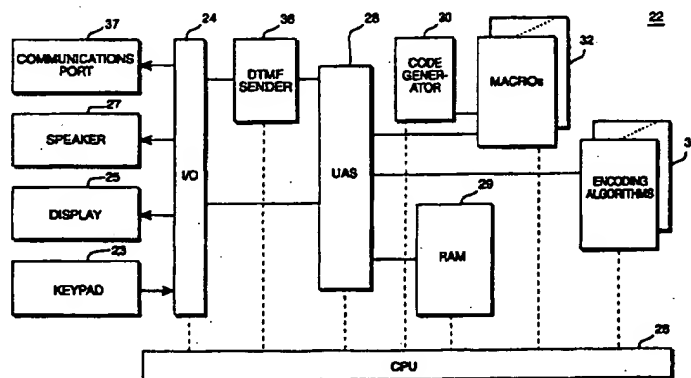 37
COMMUNICATIONS
PORT
27
SPEAKER
25
DISPLAY
23
KEYPAD
24
I/O
36
DTMF
SENDER
28
UAS
30
CODE
GENER-
ATOR
32
MACROs
22
3
ENCODING
ALGORITHMS
29
RAM
26
CPU